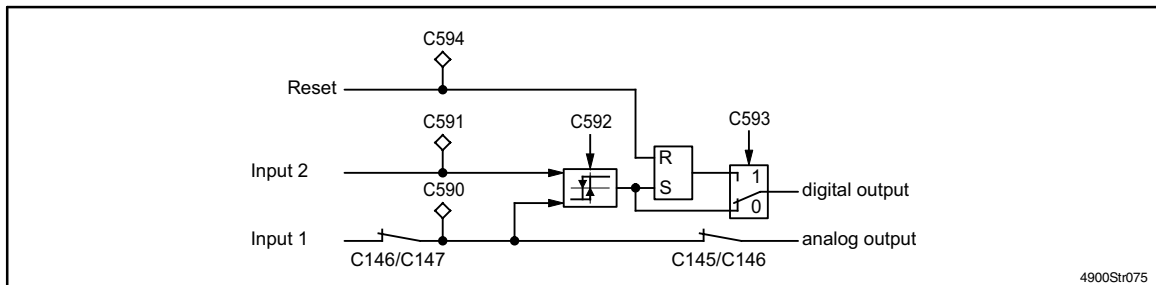 C594
Reset
C591
C592
C593
Input 2
R
S
1
0
digital output
C590
Input 1
C146/C147
C145/C146
analog output
4900Str075